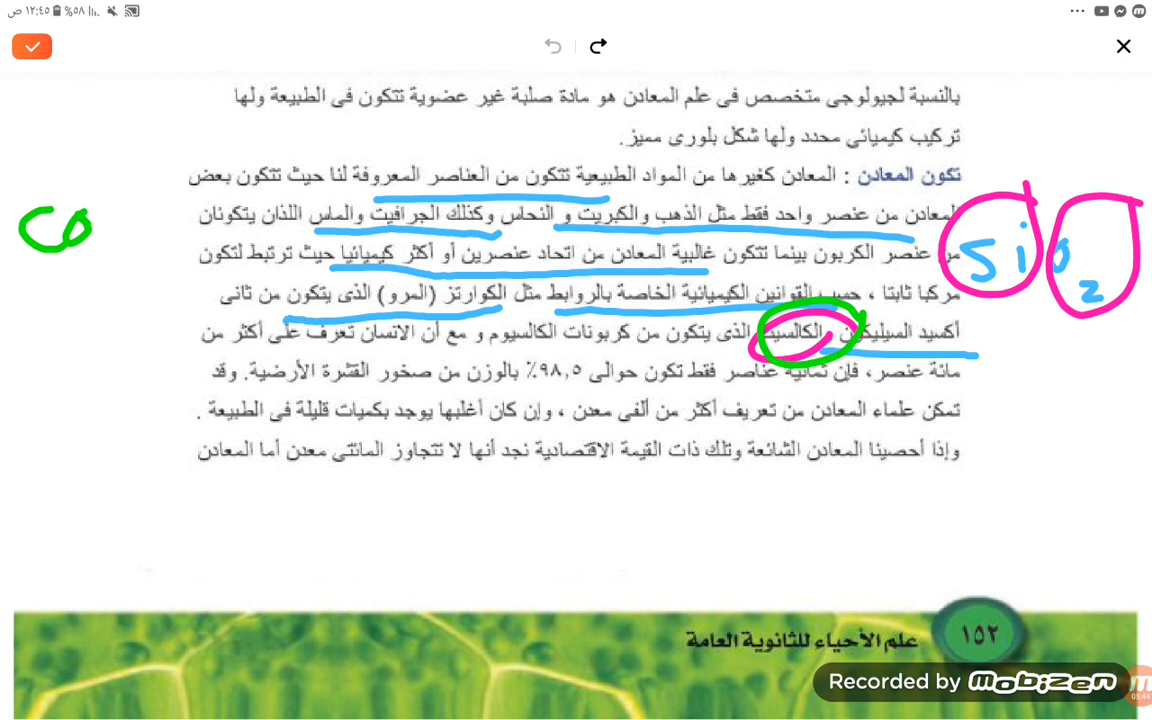 ١٢:٤٥ ص ٥٨%
بالنسبة لجيولوجى متخصص فى علم المعادن هو مادة صلبة غير عضوية تتكون فى الطبيعة ولها
تركيب كيميائى محدد ولها شكل بلورى مميز.
تكون المعادن : المعادن كغيرها من المواد الطبيعية تتكون من العناصر المعروفة لنا حيث تتكون بعض
المعادن من عنصر واحد فقط مثل الذهب والكبريت و النحاس وكذلك الجرافيت والماس اللذان يتكونان
من عنصر الكربون بينما تتكون غالبية المعادن من اتحاد عنصرين أو أكثر كيميائيا حيث ترتبط لتكون
مركبا ثابتا ، حسب القوانين الكيميائية الخاصة بالروابط مثل الكوارتز (المرو) الذى يتكون من ثانى
أكسيد السيليكون والكالسيت الذى يتكون من كربونات الكالسيوم و مع أن الانسان تعرف على أكثر من
مائة عنصر، فإن ثمانية عناصر فقط تكون حوالى ٩٨,٥٪ بالوزن من صخور القشرة الأرضية. وقد
تمكن علماء المعادن من تعريف أكثر من ألفى معدن ، وإن كان أغلبها يوجد بكميات قليلة فى الطبيعة .
وإذا أحصينا المعادن الشائعة وتلك ذات القيمة الاقتصادية نجد أنها لا تتجاوز المائتى معدن أما المعادن
SiO2
١٥٢
علم الأحياء للثانوية العامة
Recorded by mobizen
05:44